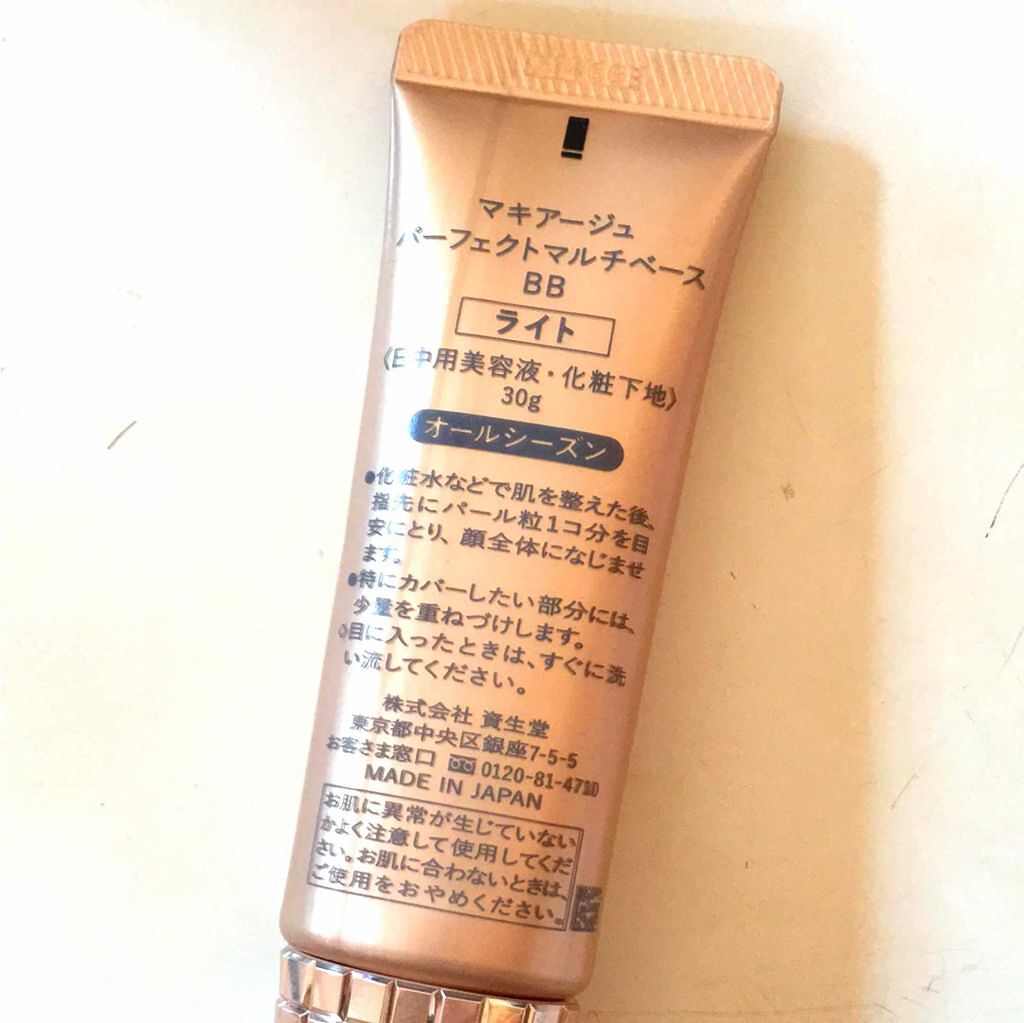 マキアージュ
パーフェクトマルチベース
BB
ライト
〈日中用美容液・化粧下地〉
30g
オールシーズン
●化粧水などで肌を整えた後、
指先にパール粒1コ分を目
安にとり、顔全体になじませ
ます。
●特にカバーしたい部分には、
少量を重ねづけします。
○目に入ったときは、すぐに洗
い流してください。
株式会社 資生堂
東京都中央区銀座7-5-5
お客さま窓口 0120-81-4710
MADE IN JAPAN
お肌に異常が生じていない
かよく注意して使用してくだ
さい。お肌に合わないときは、
ご使用をおやめください。